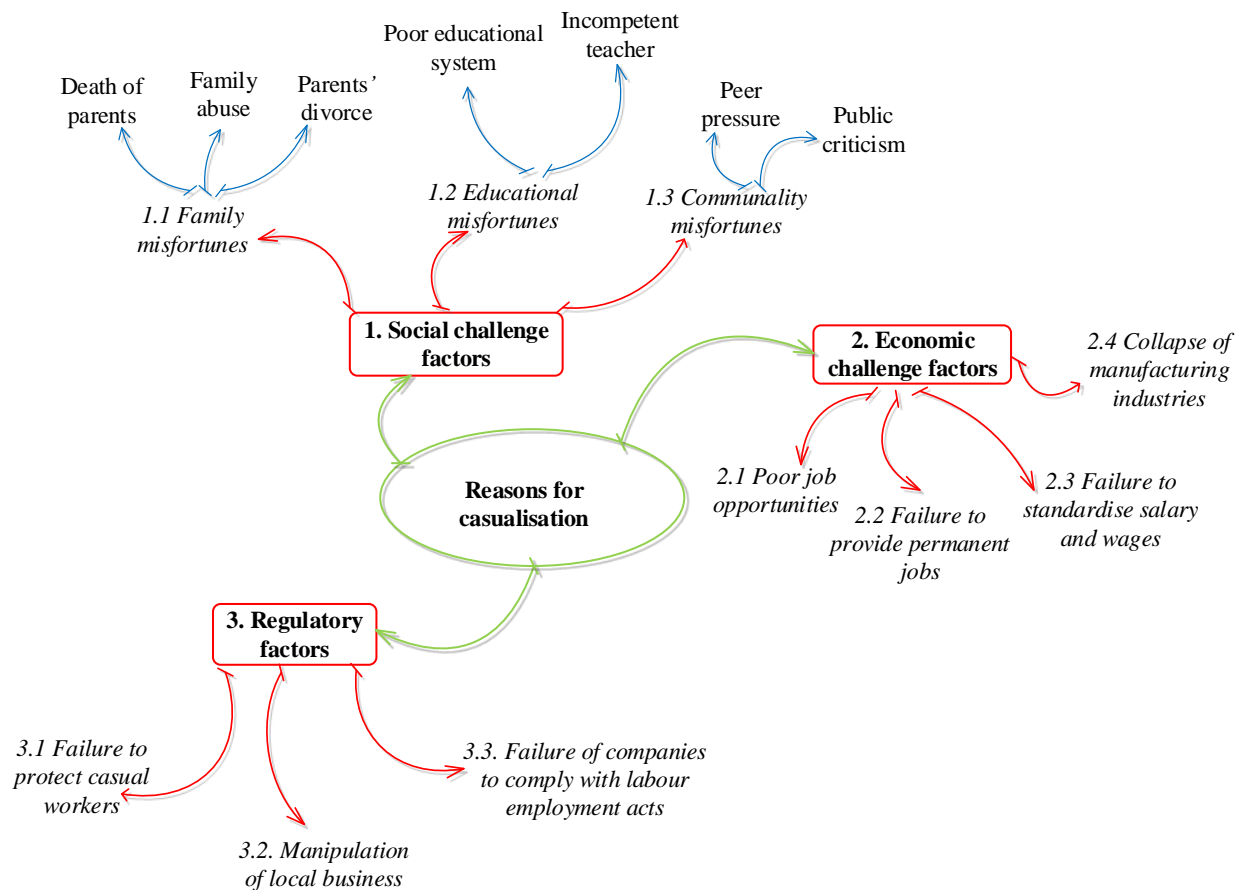 Death of
parents
Family
abuse
Parents’
divorce
Poor educational
system
Incompetent
teacher
Peer
pressure
Public
criticism
1.1 Family
misfortunes
1.2 Educational
misfortunes
1.3 Communality
misfortunes
1. Social challenge
factors
2. Economic
challenge factors
2.4 Collapse of
manufacturing
industries
2.1 Poor job
opportunities
2.2 Failure to
provide permanent
jobs
2.3 Failure to
standardise salary
and wages
Reasons for
casualisation
3. Regulatory
factors
3.1 Failure to
protect casual
workers
3.2. Manipulation
of local business
3.3. Failure of companies
to comply with labour
employment acts